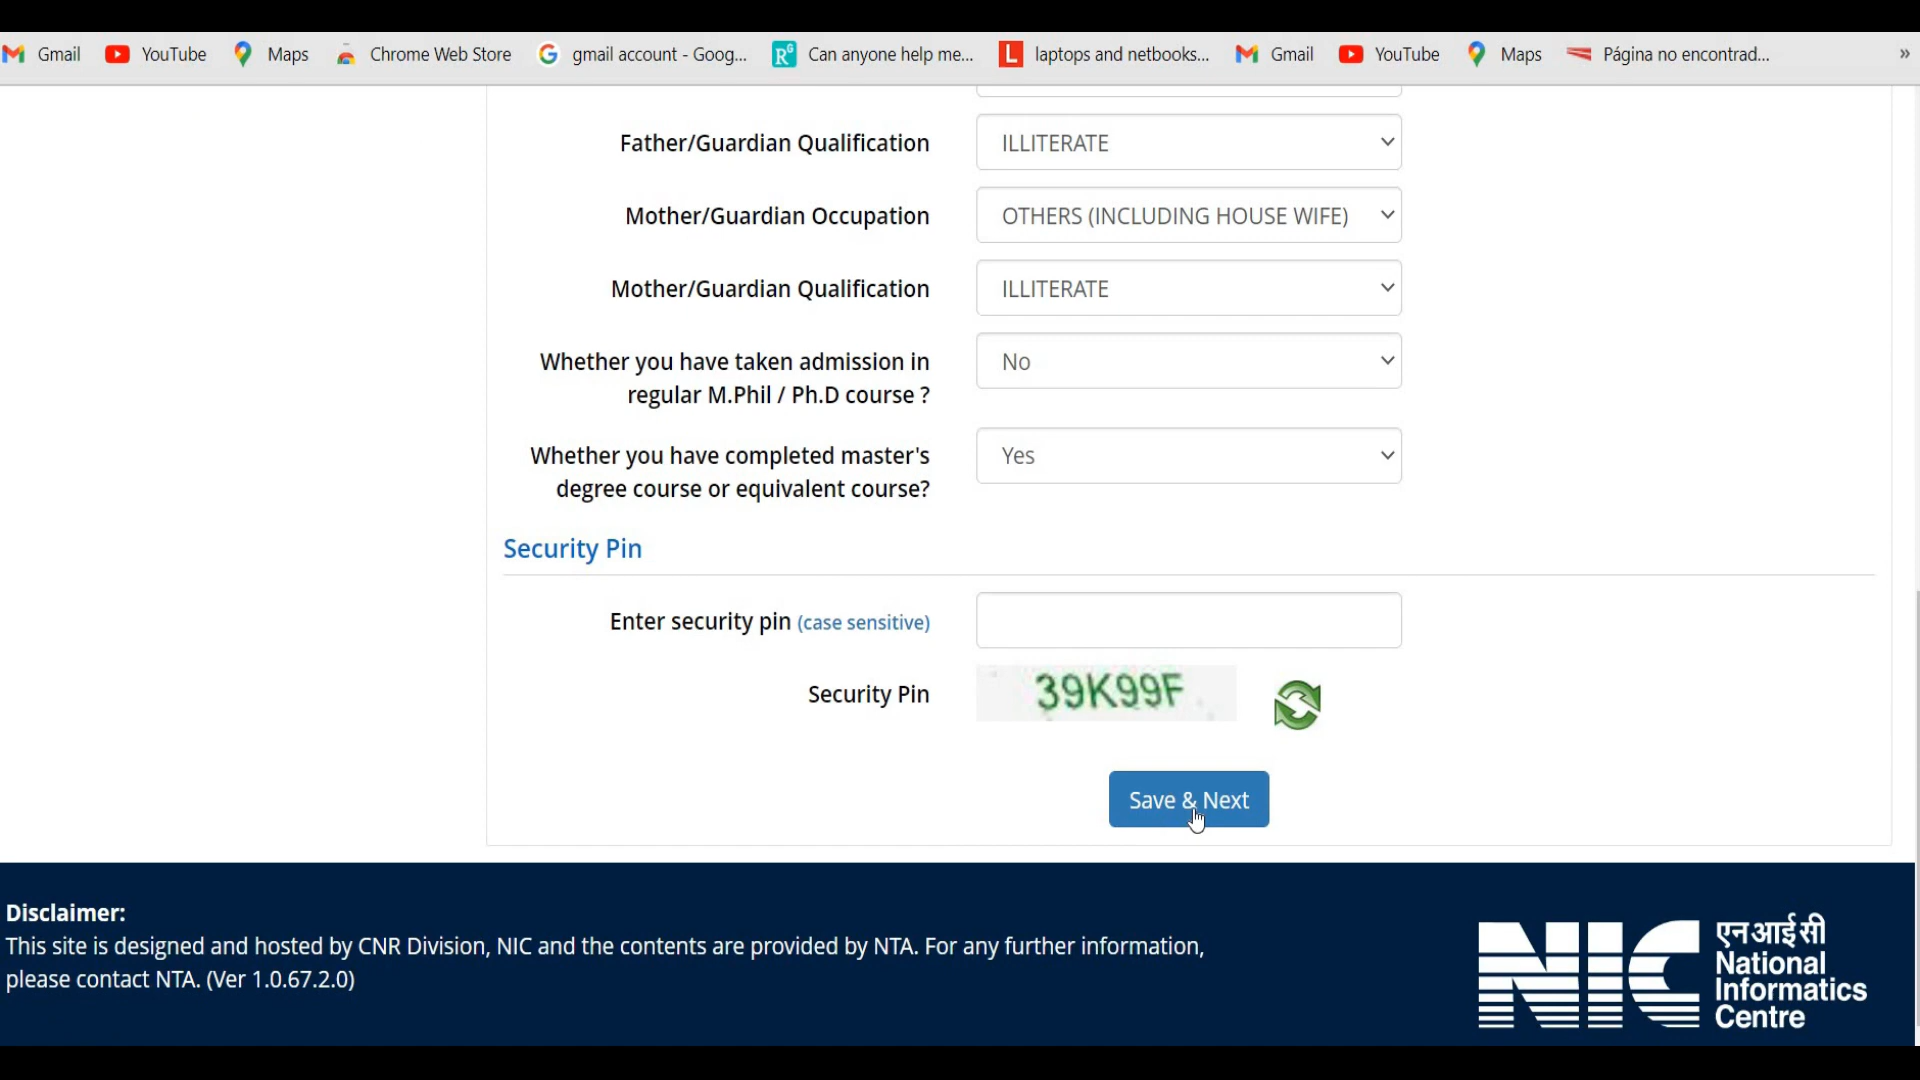 Gmail YouTube Maps Chrome Web Store gmail account - Goog... Can anyone help me... laptops and netbooks... Gmail YouTube Maps Página no encontrad... »
Father/Guardian Qualification ILLITERATE
Mother/Guardian Occupation OTHERS (INCLUDING HOUSE WIFE)
Mother/Guardian Qualification ILLITERATE
Whether you have taken admission in No
regular M.Phil / Ph.D course ?
Whether you have completed master's Yes
degree course or equivalent course?
Security Pin
Enter security pin (case sensitive)
Security Pin 39K99F
Save & Next
Disclaimer:
This site is designed and hosted by CNR Division, NIC and the contents are provided by NTA. For any further information,
please contact NTA. (Ver 1.0.67.2.0)
NIC एनआईसी
National
Informatics
Centre